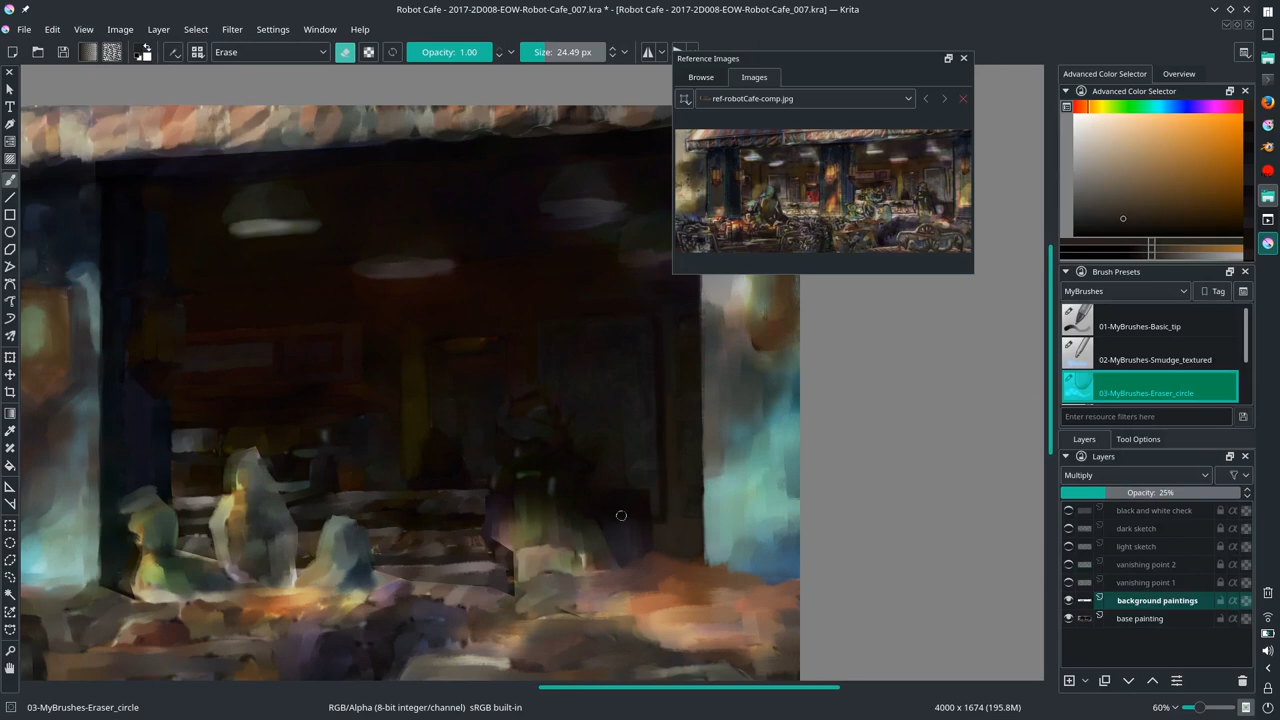 Robot Cafe - 2017-2D008-EOW-Robot-Cafe_007.kra * - [Robot Cafe - 2017-2D008-EOW-Robot-Cafe_007.kra] — Krita
File Edit View Image Layer Select Filter Settings Window Help
Erase Opacity: 1.00 Size: 24.49 px
Reference Images
Browse Images
ref-robotCafe-comp.jpg
Advanced Color Selector Overview
Advanced Color Selector
Brush Presets
MyBrushes Tag
01-MyBrushes-Basic_tip
02-MyBrushes-Smudge_textured
03-MyBrushes-Eraser_circle
Enter resource filters here
Layers Tool Options
Layers
Multiply
Opacity: 25%
black and white check
dark sketch
light sketch
vanishing point 2
vanishing point 1
background paintings
base painting
03-MyBrushes-Eraser_circle RGB/Alpha (8-bit integer/channel) sRGB built-in 4000 x 1674 (195.8M) 60%